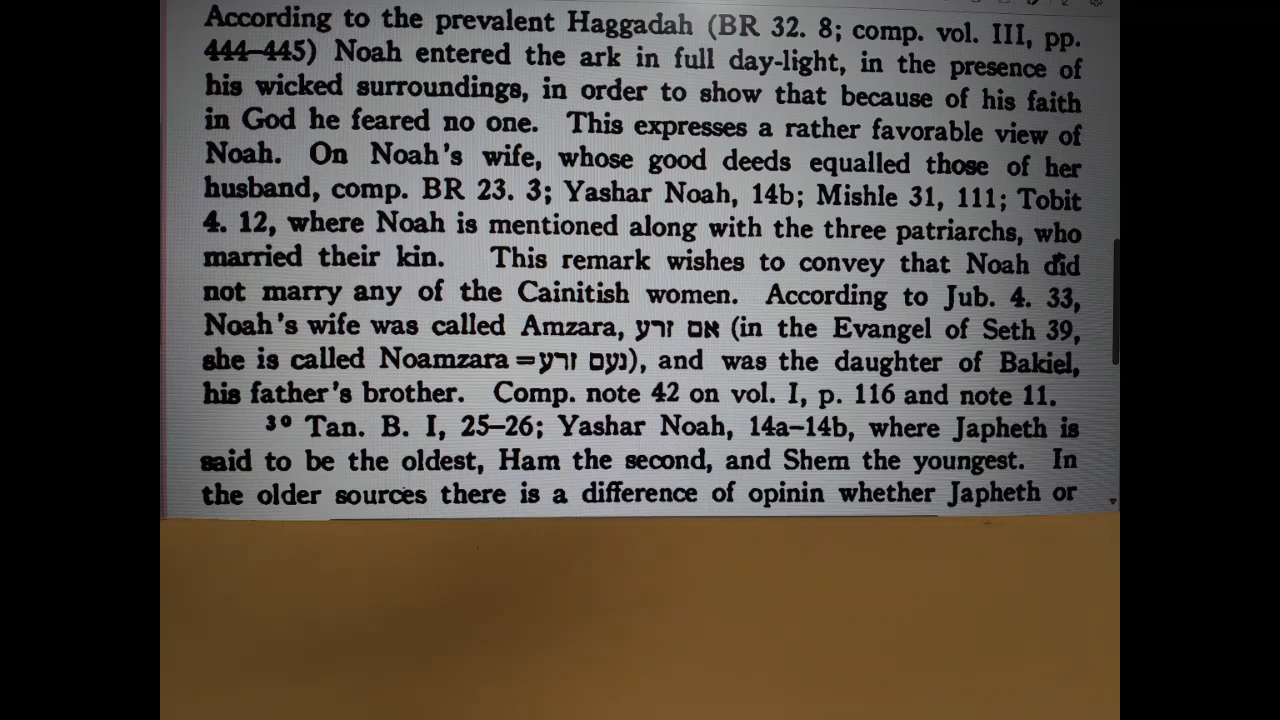 According to the prevalent Haggadah (BR 32. 8; comp. vol. III, pp.
444–445) Noah entered the ark in full day-light, in the presence of
his wicked surroundings, in order to show that because of his faith
in God he feared no one. This expresses a rather favorable view of
Noah. On Noah's wife, whose good deeds equalled those of her
husband, comp. BR 23. 3; Yashar Noah, 14b; Mishle 31, 111; Tobit
4. 12, where Noah is mentioned along with the three patriarchs, who
married their kin. This remark wishes to convey that Noah did
not marry any of the Cainitish women. According to Jub. 4. 33,
Noah's wife was called Amzara, אם זרע (in the Evangel of Seth 39,
she is called Noamzara = נעם זרע), and was the daughter of Bakiel,
his father's brother. Comp. note 42 on vol. I, p. 116 and note 11.
³⁰ Tan. B. I, 25–26; Yashar Noah, 14a–14b, where Japheth is
said to be the oldest, Ham the second, and Shem the youngest. In
the older sources there is a difference of opinin whether Japheth or